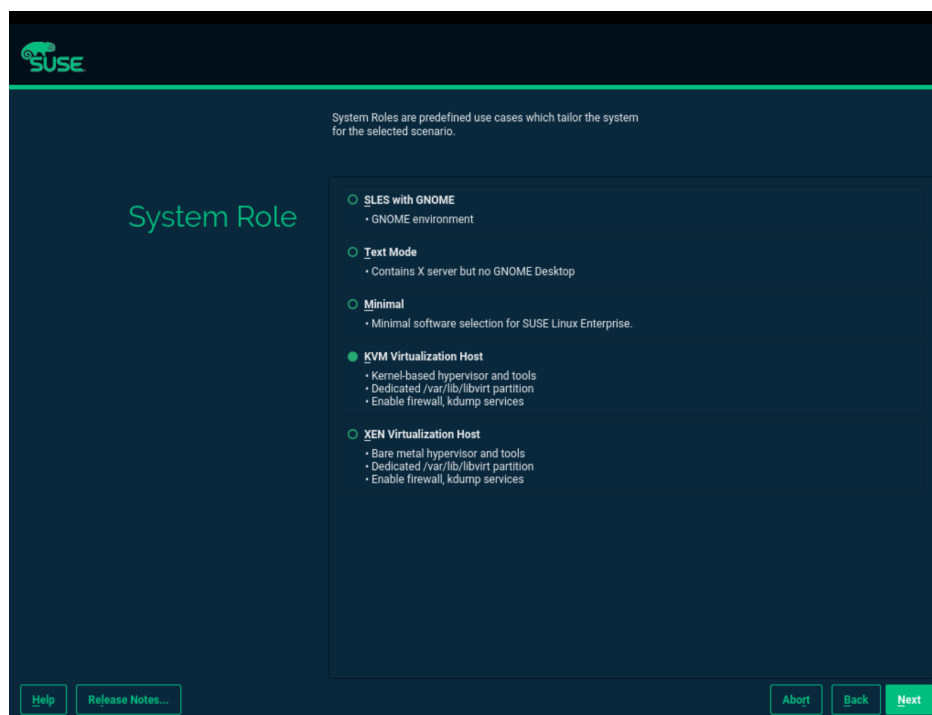 SUSE
System Roles are predefined use cases which tailor the system
for the selected scenario.
System Role
SLES with GNOME
• GNOME environment
Text Mode
• Contains X server but no GNOME Desktop
Minimal
• Minimal software selection for SUSE Linux Enterprise.
KVM Virtualization Host
• Kernel-based hypervisor and tools
• Dedicated /var/lib/libvirt partition
• Enable firewall, kdump services
XEN Virtualization Host
• Bare metal hypervisor and tools
• Dedicated /var/lib/libvirt partition
• Enable firewall, kdump services
Help
Release Notes...
Abort
Back
Next